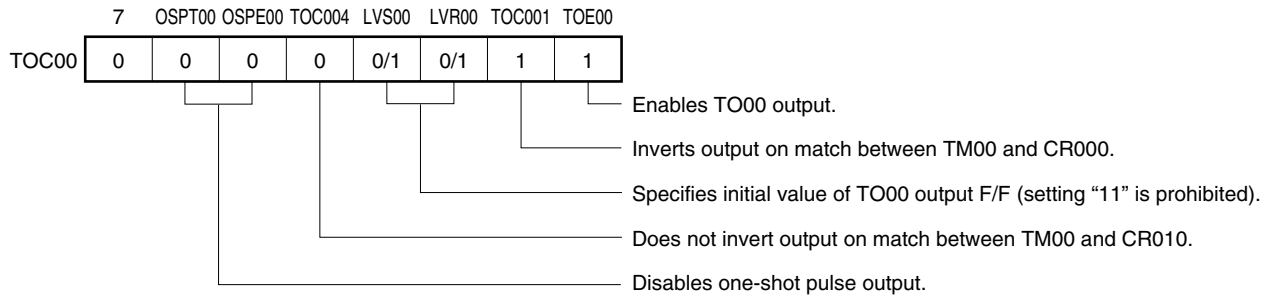 7 OSPT00 OSPE00 TOC004 LVS00 LVR00 TOC001 TOE00
TOC00 0 0 0 0 0/1 0/1 1 1
Enables TO00 output.
Inverts output on match between TM00 and CR000.
Specifies initial value of TO00 output F/F (setting “11” is prohibited).
Does not invert output on match between TM00 and CR010.
Disables one-shot pulse output.